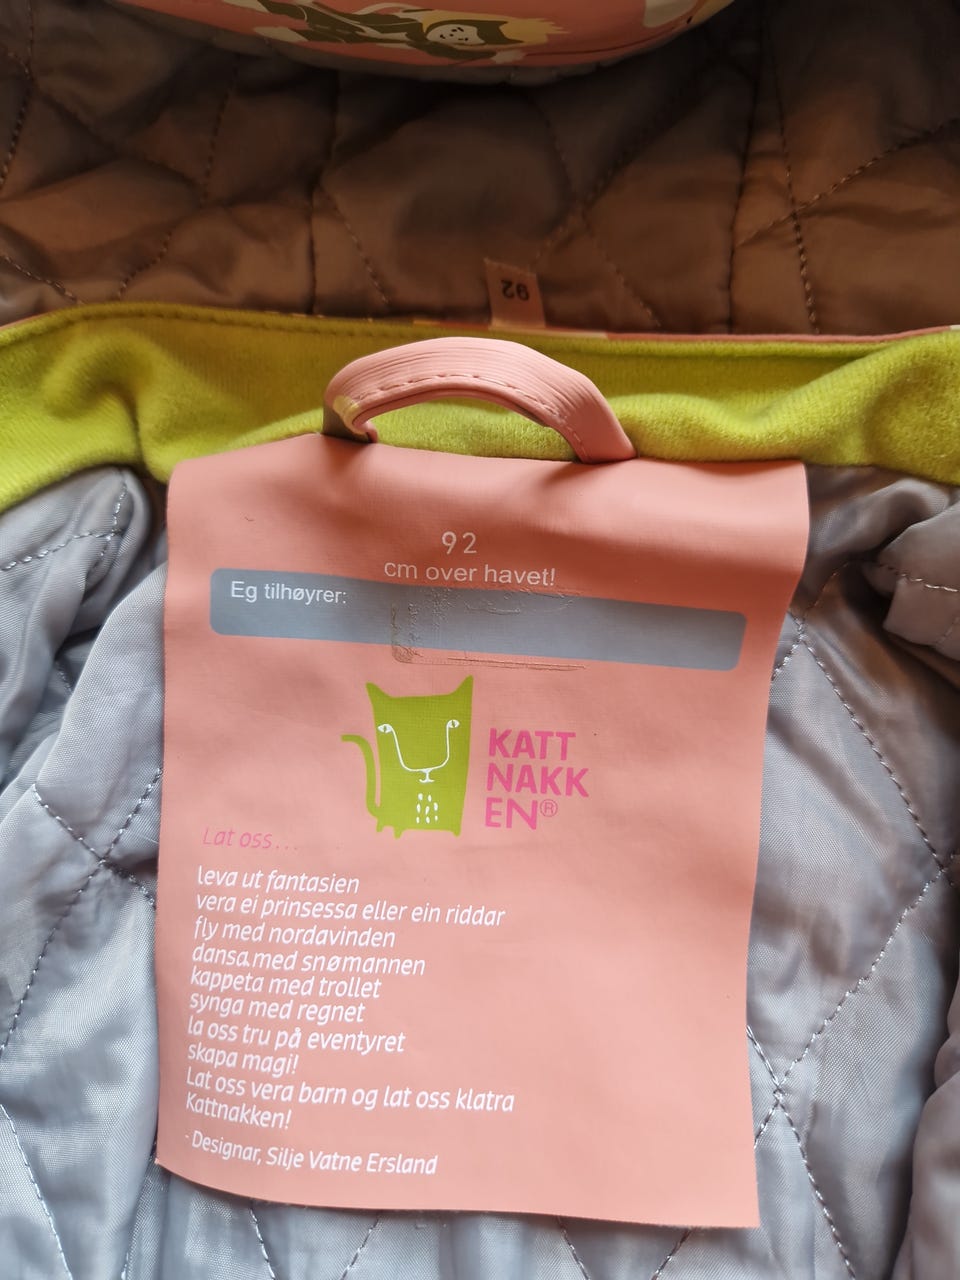 92
92
cm over havet!
Eg tilhøyrer:
KATT
NAKK
EN®
Lat oss...
leva ut fantasien
vera ei prinsessa eller ein riddar
fly med nordavinden
dansa med snømannen
kappeta med trollet
synga med regnet
la oss tru på eventyret
skapa magi!
Lat oss vera barn og lat oss klatra
Kattnakken!
- Designar, Silje Vatne Ersland